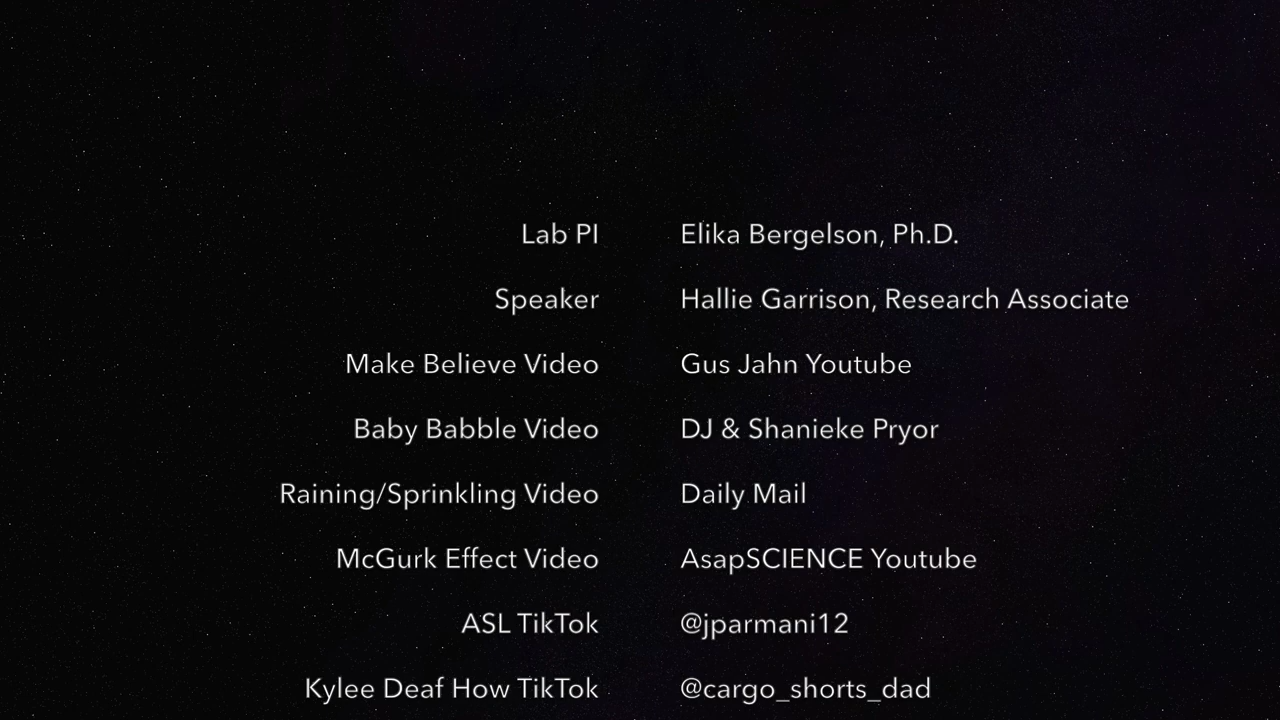 Lab PI Elika Bergelson, Ph.D.
Speaker Hallie Garrison, Research Associate
Make Believe Video Gus Jahn Youtube
Baby Babble Video DJ & Shanieke Pryor
Raining/Sprinkling Video Daily Mail
McGurk Effect Video AsapSCIENCE Youtube
ASL TikTok @jparmani12
Kylee Deaf How TikTok @cargo_shorts_dad